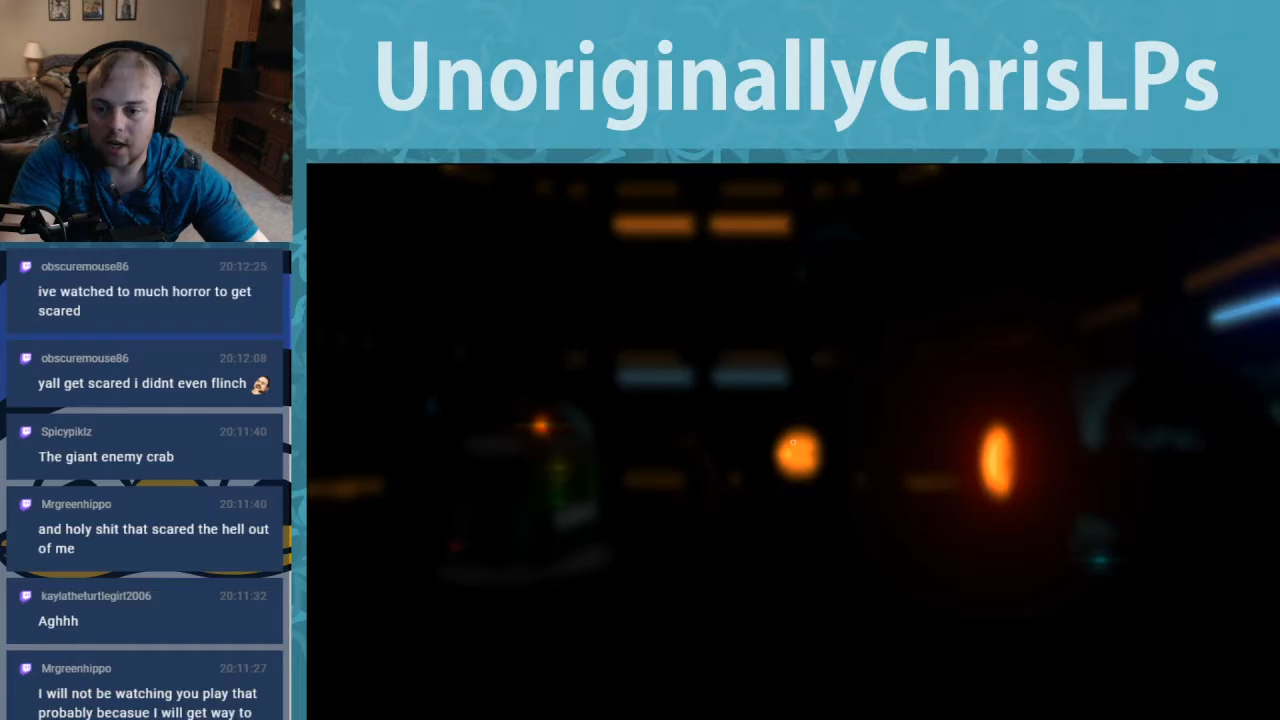 UnoriginallyChrisLPs
obscuremouse86 20:12:25
ive watched to much horror to get
scared
obscuremouse86 20:12:08
yall get scared i didnt even flinch
Spicypiklz 20:11:40
The giant enemy crab
Mrgreenhippo 20:11:40
and holy shit that scared the hell out
of me
kaylatheturtlegirl2006 20:11:32
Aghhh
Mrgreenhippo 20:11:27
I will not be watching you play that
probably becasue I will get way to